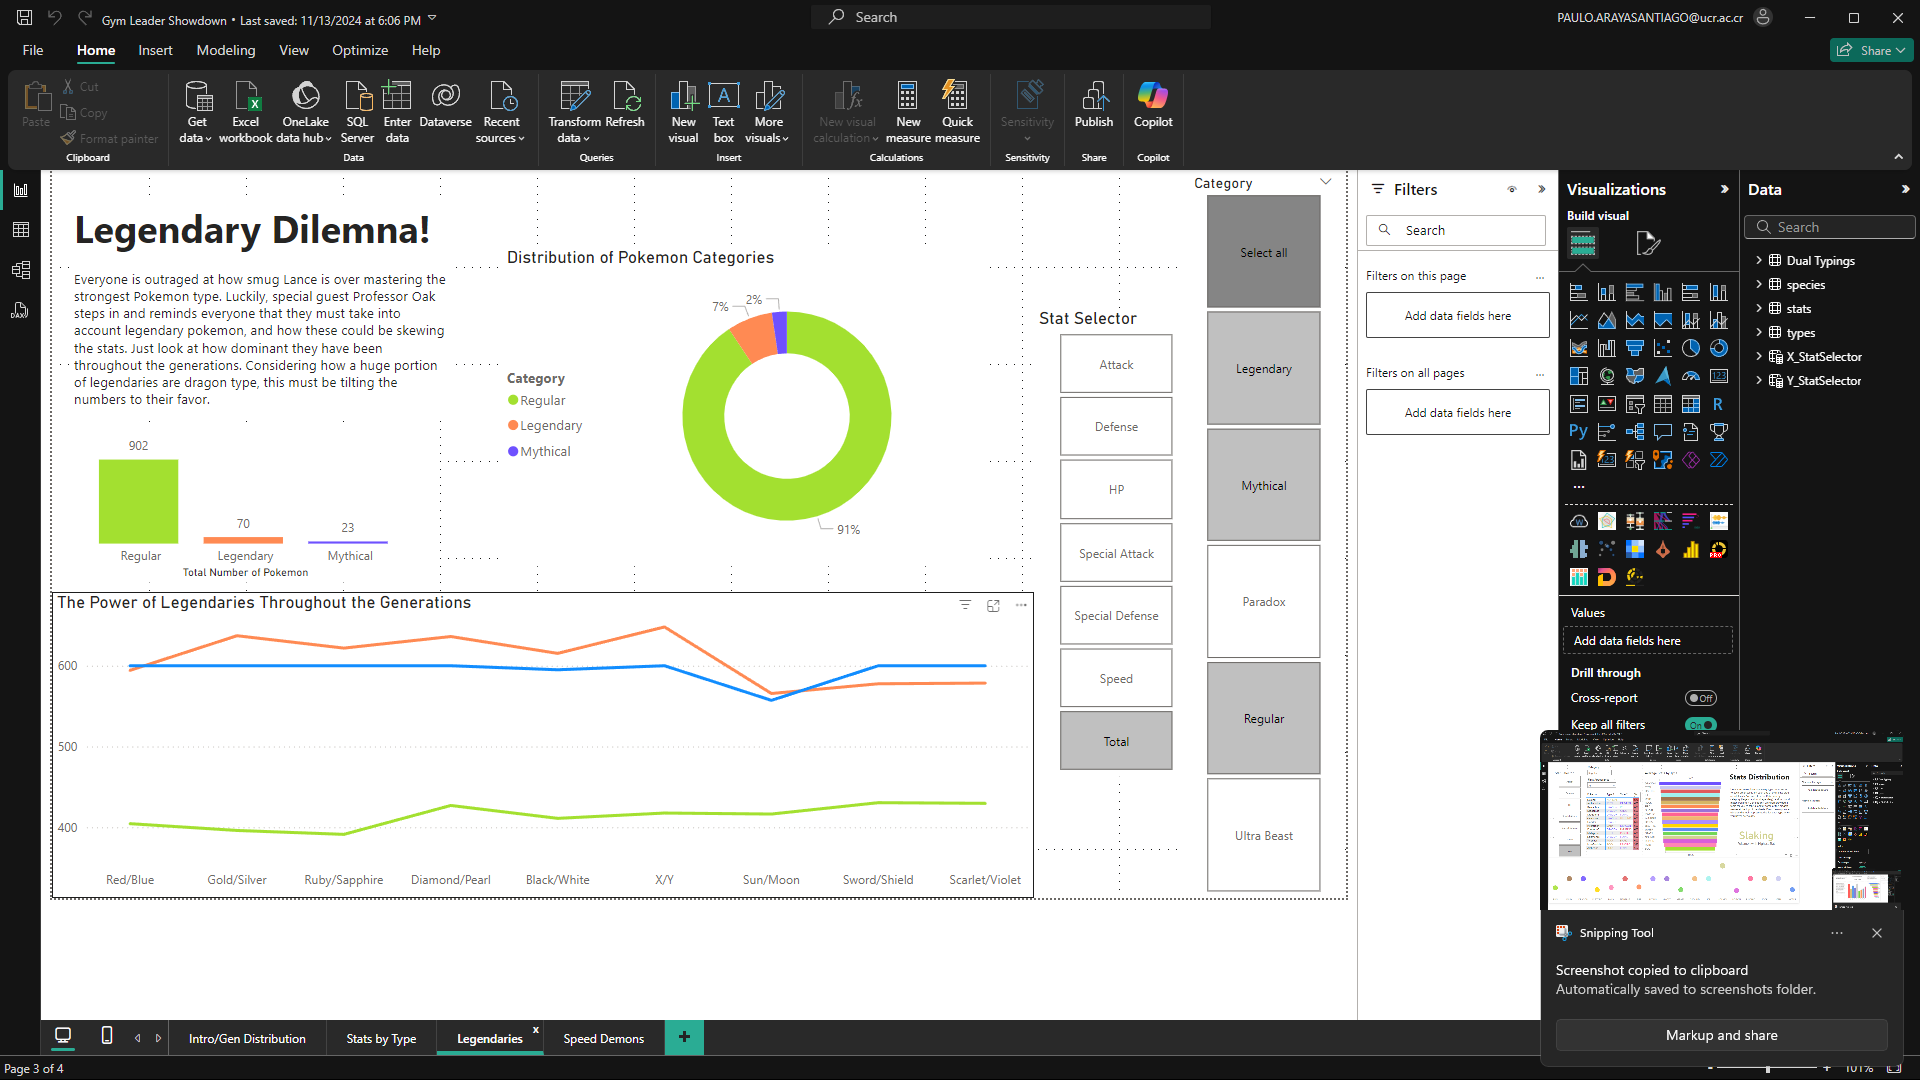 Gym Leader Showdown • Last saved: 11/13/2024 at 6:06 PM
Search
PAULO.ARAYASANTIAGO@ucr.ac.cr
File
Home
Insert
Modeling
View
Optimize
Help
Share
Paste
Cut
Copy
Format painter
Clipboard
Get data
Excel workbook
OneLake data hub
SQL Server
Enter data
Dataverse
Recent sources
Data
Transform data
Refresh
Queries
New visual
Text box
More visuals
Insert
New visual calculation
New measure
Quick measure
Calculations
Sensitivity
Sensitivity
Publish
Share
Copilot
Copilot
Legendary Dilemna!
Everyone is outraged at how smug Lance is over mastering the
strongest Pokemon type. Luckily, special guest Professor Oak
steps in and reminds everyone that they must take into
account legendary pokemon, and how these could be skewing
the stats. Just look at how dominant they have been
throughout the generations. Considering how a huge portion
of legendaries are dragon type, this must be tilting the
numbers to their favor.
902
70
23
Regular
Legendary
Mythical
Total Number of Pokemon
Distribution of Pokemon Categories
7%
2%
91%
Category
Regular
Legendary
Mythical
Stat Selector
Attack
Defense
HP
Special Attack
Special Defense
Speed
Total
Category
Select all
Legendary
Mythical
Paradox
Regular
Ultra Beast
The Power of Legendaries Throughout the Generations
600
500
400
Red/Blue
Gold/Silver
Ruby/Sapphire
Diamond/Pearl
Black/White
X/Y
Sun/Moon
Sword/Shield
Scarlet/Violet
Filters
Search
Filters on this page
...
Add data fields here
Filters on all pages
...
Add data fields here
Visualizations
Build visual
R
Py
123
PRO
...
Values
Add data fields here
Drill through
Cross-report
Off
Keep all filters
On
Data
Search
Dual Typings
species
stats
types
X_StatSelector
Y_StatSelector
Stats Distribution
Slaking
Snipping Tool
Screenshot copied to clipboard
Automatically saved to screenshots folder.
Markup and share
Intro/Gen Distribution
Stats by Type
Legendaries
x
Speed Demons
+
Page 3 of 4
101%